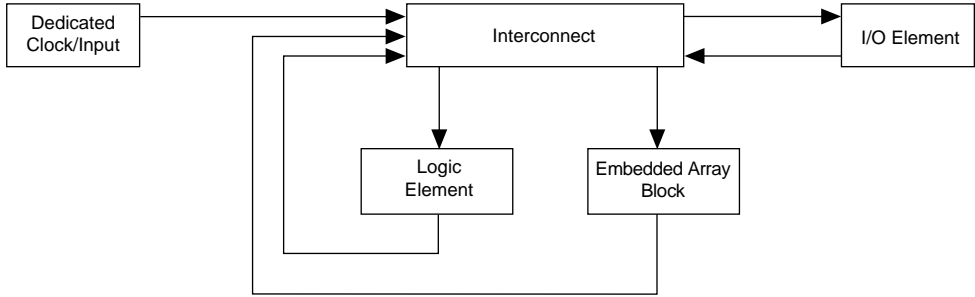 Dedicated
Clock/Input
Interconnect
I/O Element
Logic
Element
Embedded Array
Block